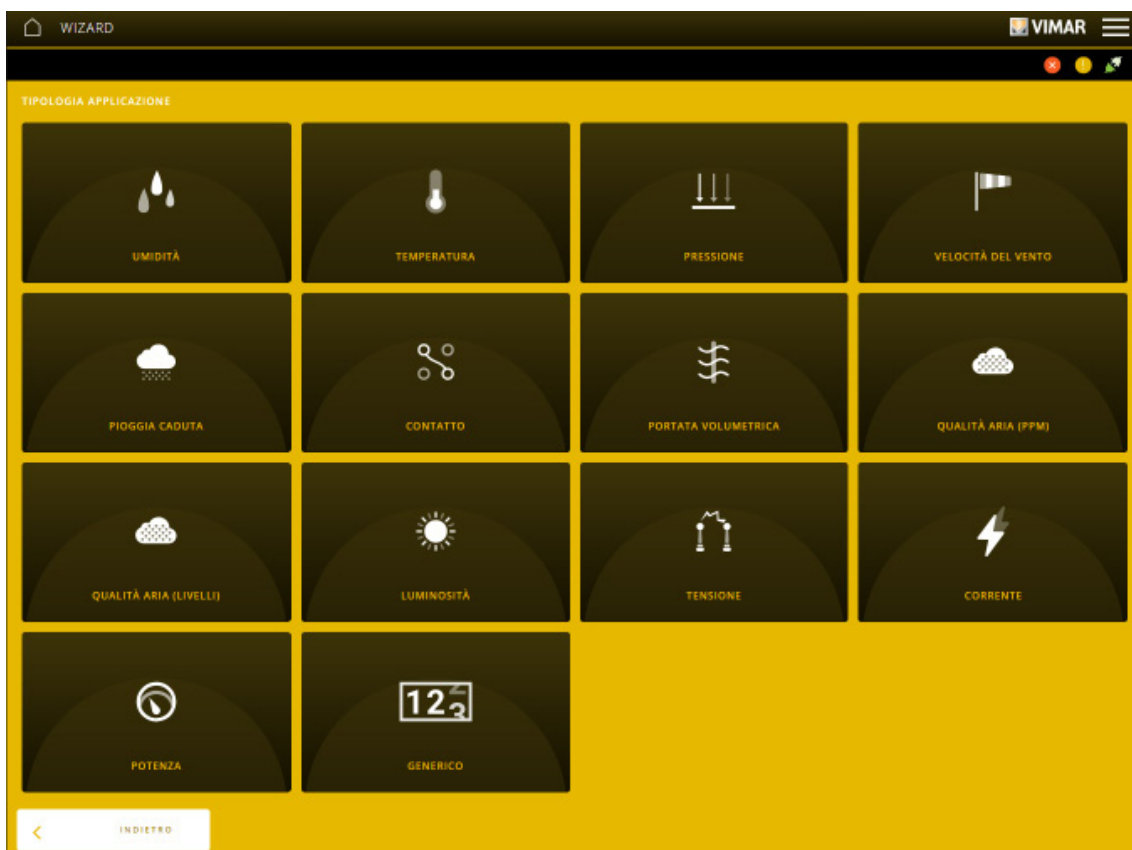 WIZARD
VIMAR
TIPOLOGIA APPLICAZIONE
UMIDITÀ
TEMPERATURA
PRESSIONE
VELOCITÀ DEL VENTO
PIOGGIA CADUTA
CONTATTO
PORTATA VOLUMETRICA
QUALITÀ ARIA (PPM)
QUALITÀ ARIA (LIVELLI)
LUMINOSITÀ
TENSIONE
CORRENTE
123
POTENZA
GENERICO
INDIETRO